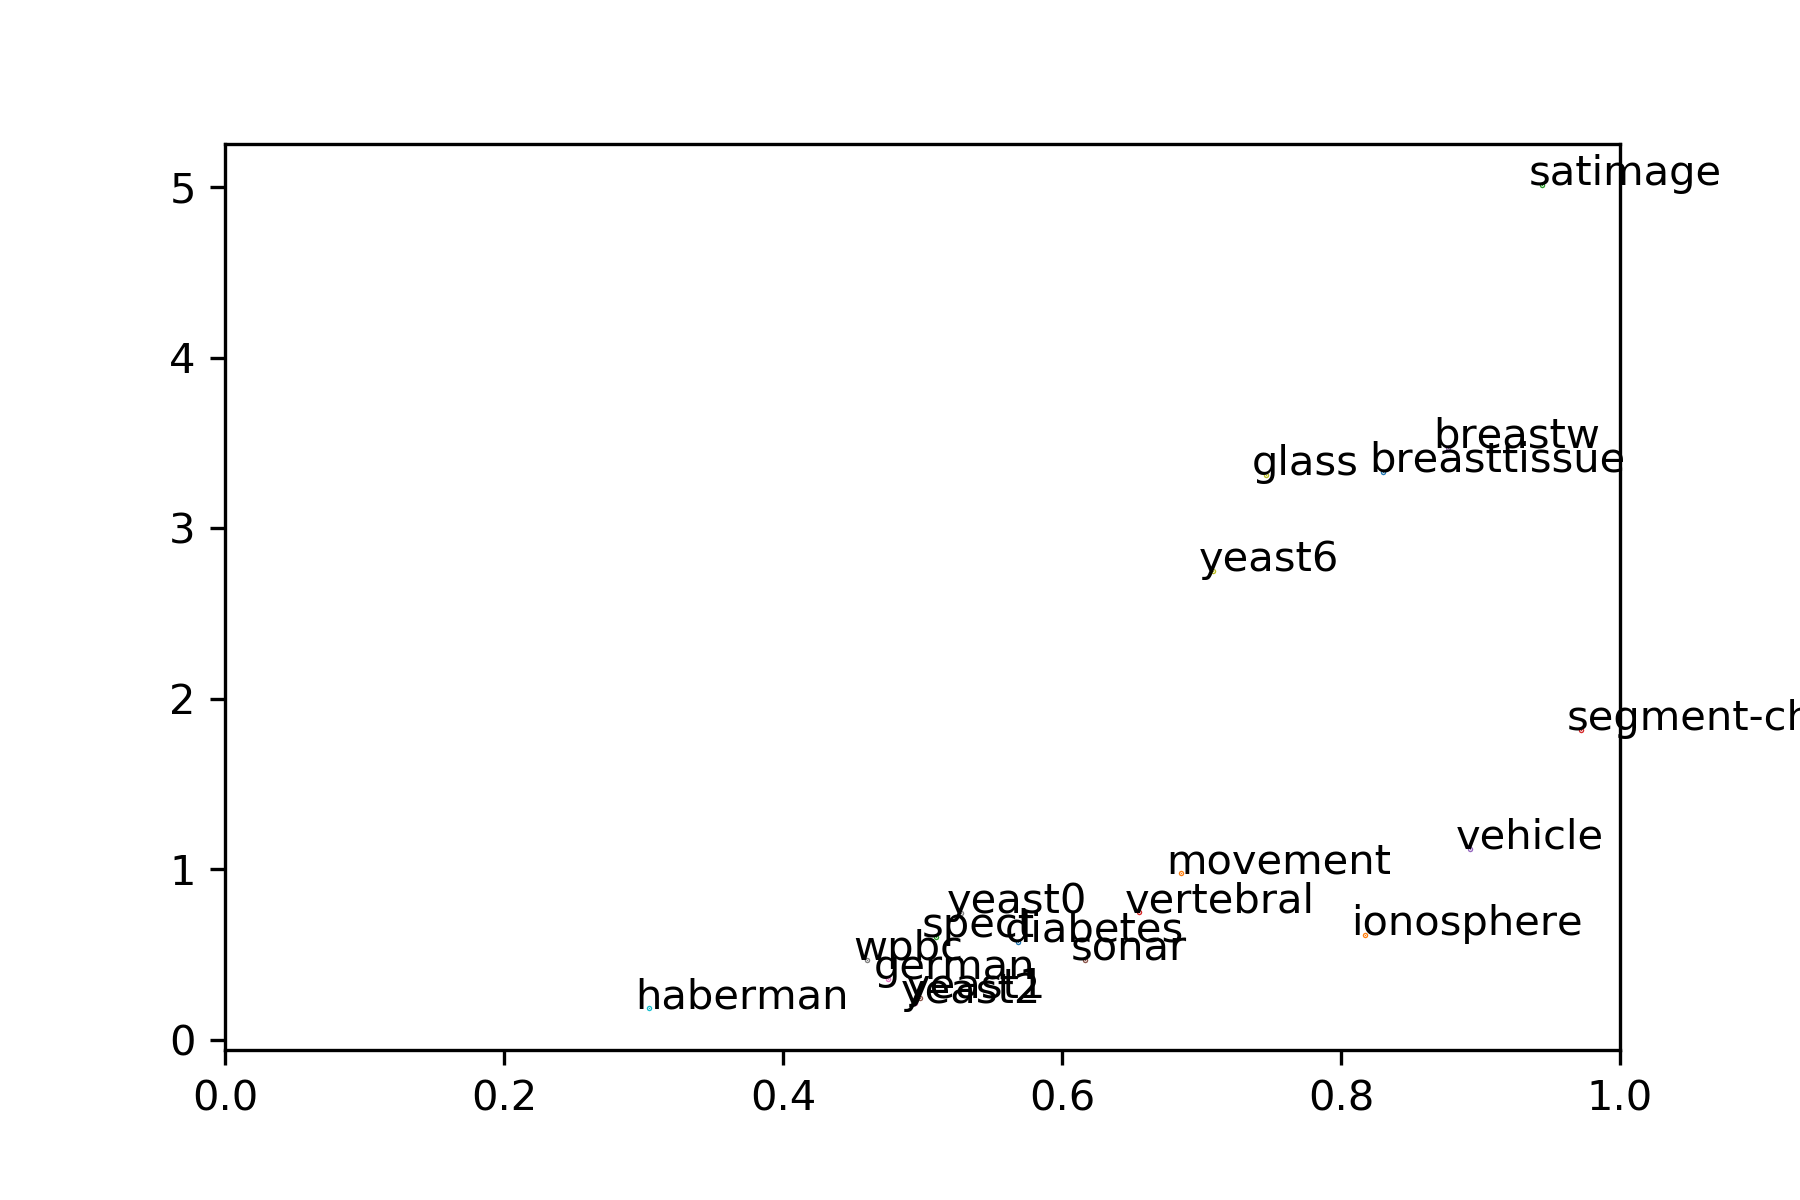 satimage
5
4
breastw
breasttissue
glass
3
yeast6
2
segment-ch
vehicle
1
movement
yeast0
vertebral
spect
diabetes
ionosphere
wpbc
sonar
german
yeast1
yeast2
haberman
0
0.0 0.2 0.4 0.6 0.8 1.0